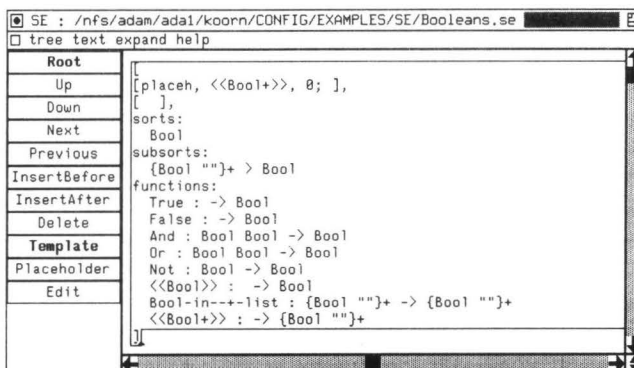 SE : /nfs/adam/ada1/koorn/CONFIG/EXAMPLES/SE/Booleans.se
tree text expand help
Root
Up
Down
Next
Previous
InsertBefore
InsertAfter
Delete
Template
Placeholder
Edit
[
[placeh, <<Bool+>>, 0; ],
[  ],
sorts:
  Bool
subsorts:
  {Bool ""}+ > Bool
functions:
  True : -> Bool
  False : -> Bool
  And : Bool Bool -> Bool
  Or : Bool Bool -> Bool
  Not : Bool -> Bool
  <<Bool>> :  -> Bool
  Bool-in--+-list : {Bool ""}+ -> {Bool ""}+
  <<Bool+>> : -> {Bool ""}+
]